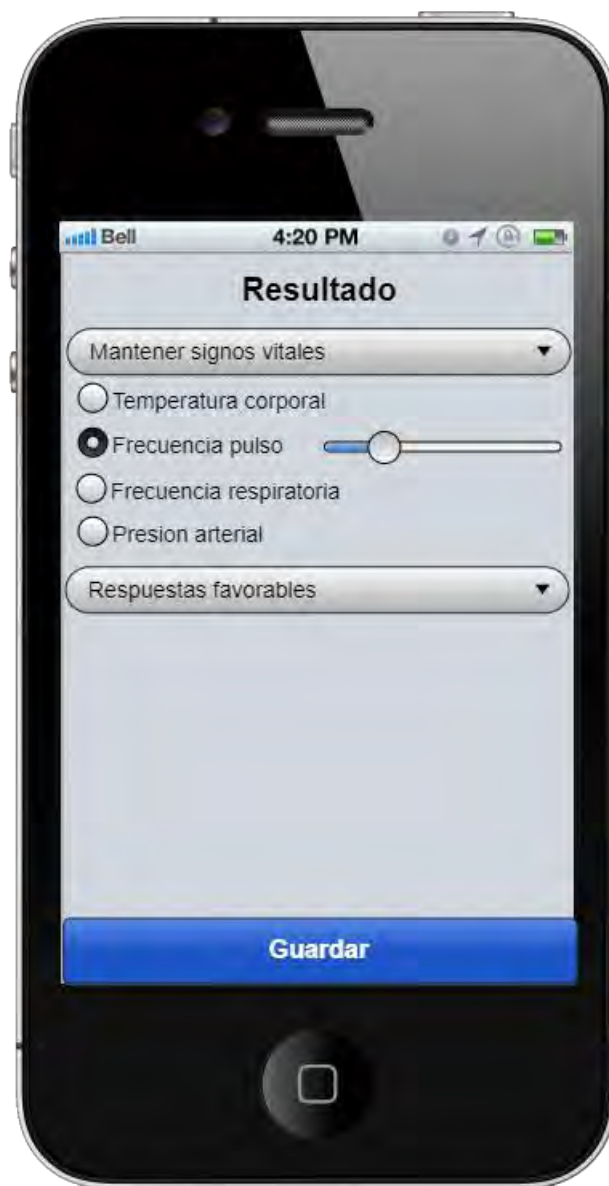 Bell 4:20 PM
Resultado
Mantener signos vitales
Temperatura corporal
Frecuencia pulso
Frecuencia respiratoria
Presion arterial
Respuestas favorables
Guardar